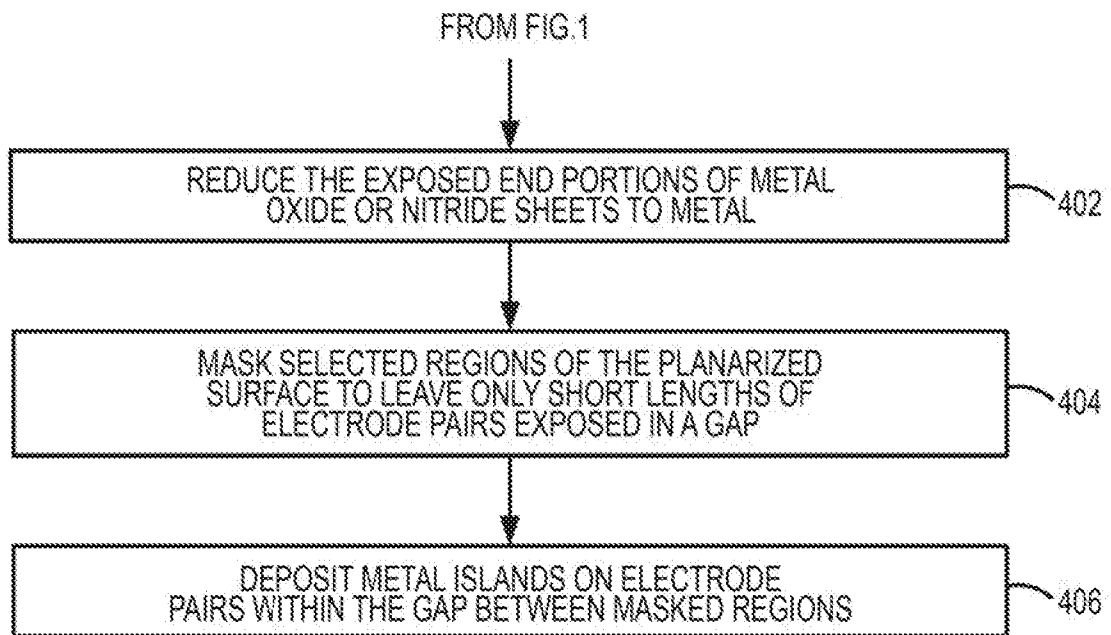 FROM FIG.1
REDUCE THE EXPOSED END PORTIONS OF METAL
OXIDE OR NITRIDE SHEETS TO METAL
402
MASK SELECTED REGIONS OF THE PLANARIZED
SURFACE TO LEAVE ONLY SHORT LENGTHS OF
ELECTRODE PAIRS EXPOSED IN A GAP
404
DEPOSIT METAL ISLANDS ON ELECTRODE
PAIRS WITHIN THE GAP BETWEEN MASKED REGIONS
406